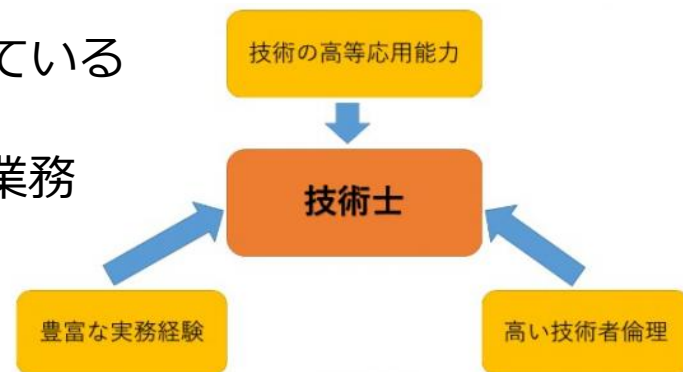 ている
業務
技術の高等応用能力
技術士
豊富な実務経験
高い技術者倫理